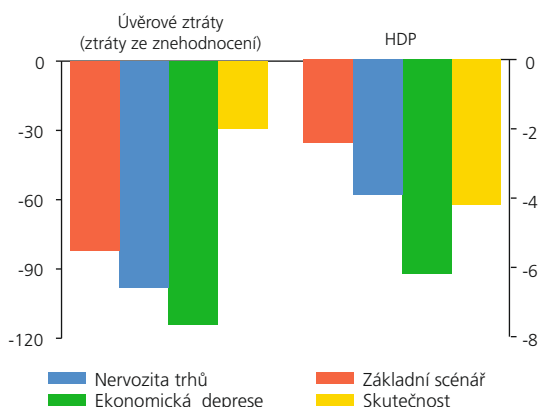 Úvěrové ztráty
(ztráty ze znehodnocení)
HDP
0
-30
-60
-90
-120
0
-2
-4
-6
-8
Nervozita trhů
Základní scénář
Ekonomická deprese
Skutečnost